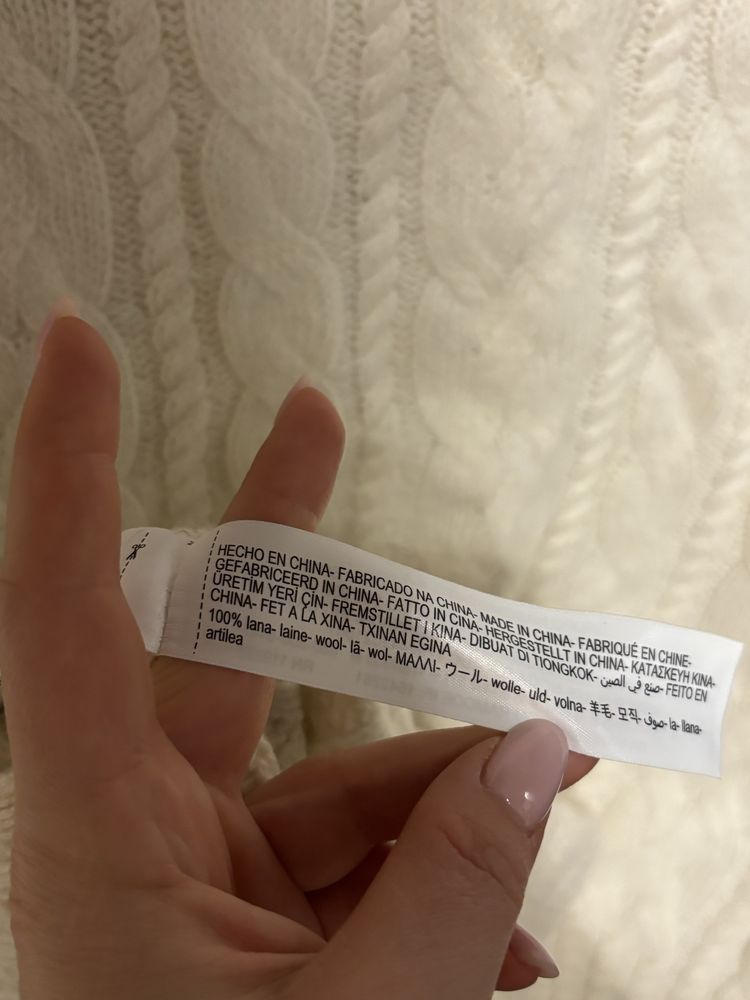 HECHO EN CHINA- FABRICADO NA CHINA- MADE IN CHINA- FABRIQUÉ EN CHINE-
GEFABRICEERD IN CHINA- FATTO IN CINA- HERGESTELLT IN CHINA- ΚΑΤΑΣΚΕΥΗ ΚΙΝΑ-
ÜRETİM YERİ ÇİN- FREMSTILLET I KINA- DIBUAT DI TIONGKOK- صنع في الصين- FEITO EN
CHINA- FET A LA XINA- TXINAN EGINA
100% lana- laine- wool- lã- wol- ΜΑΛΛΙ- ウール- wolle- uld- volna- 羊毛- 모직- صوف- la- llana-
artilea